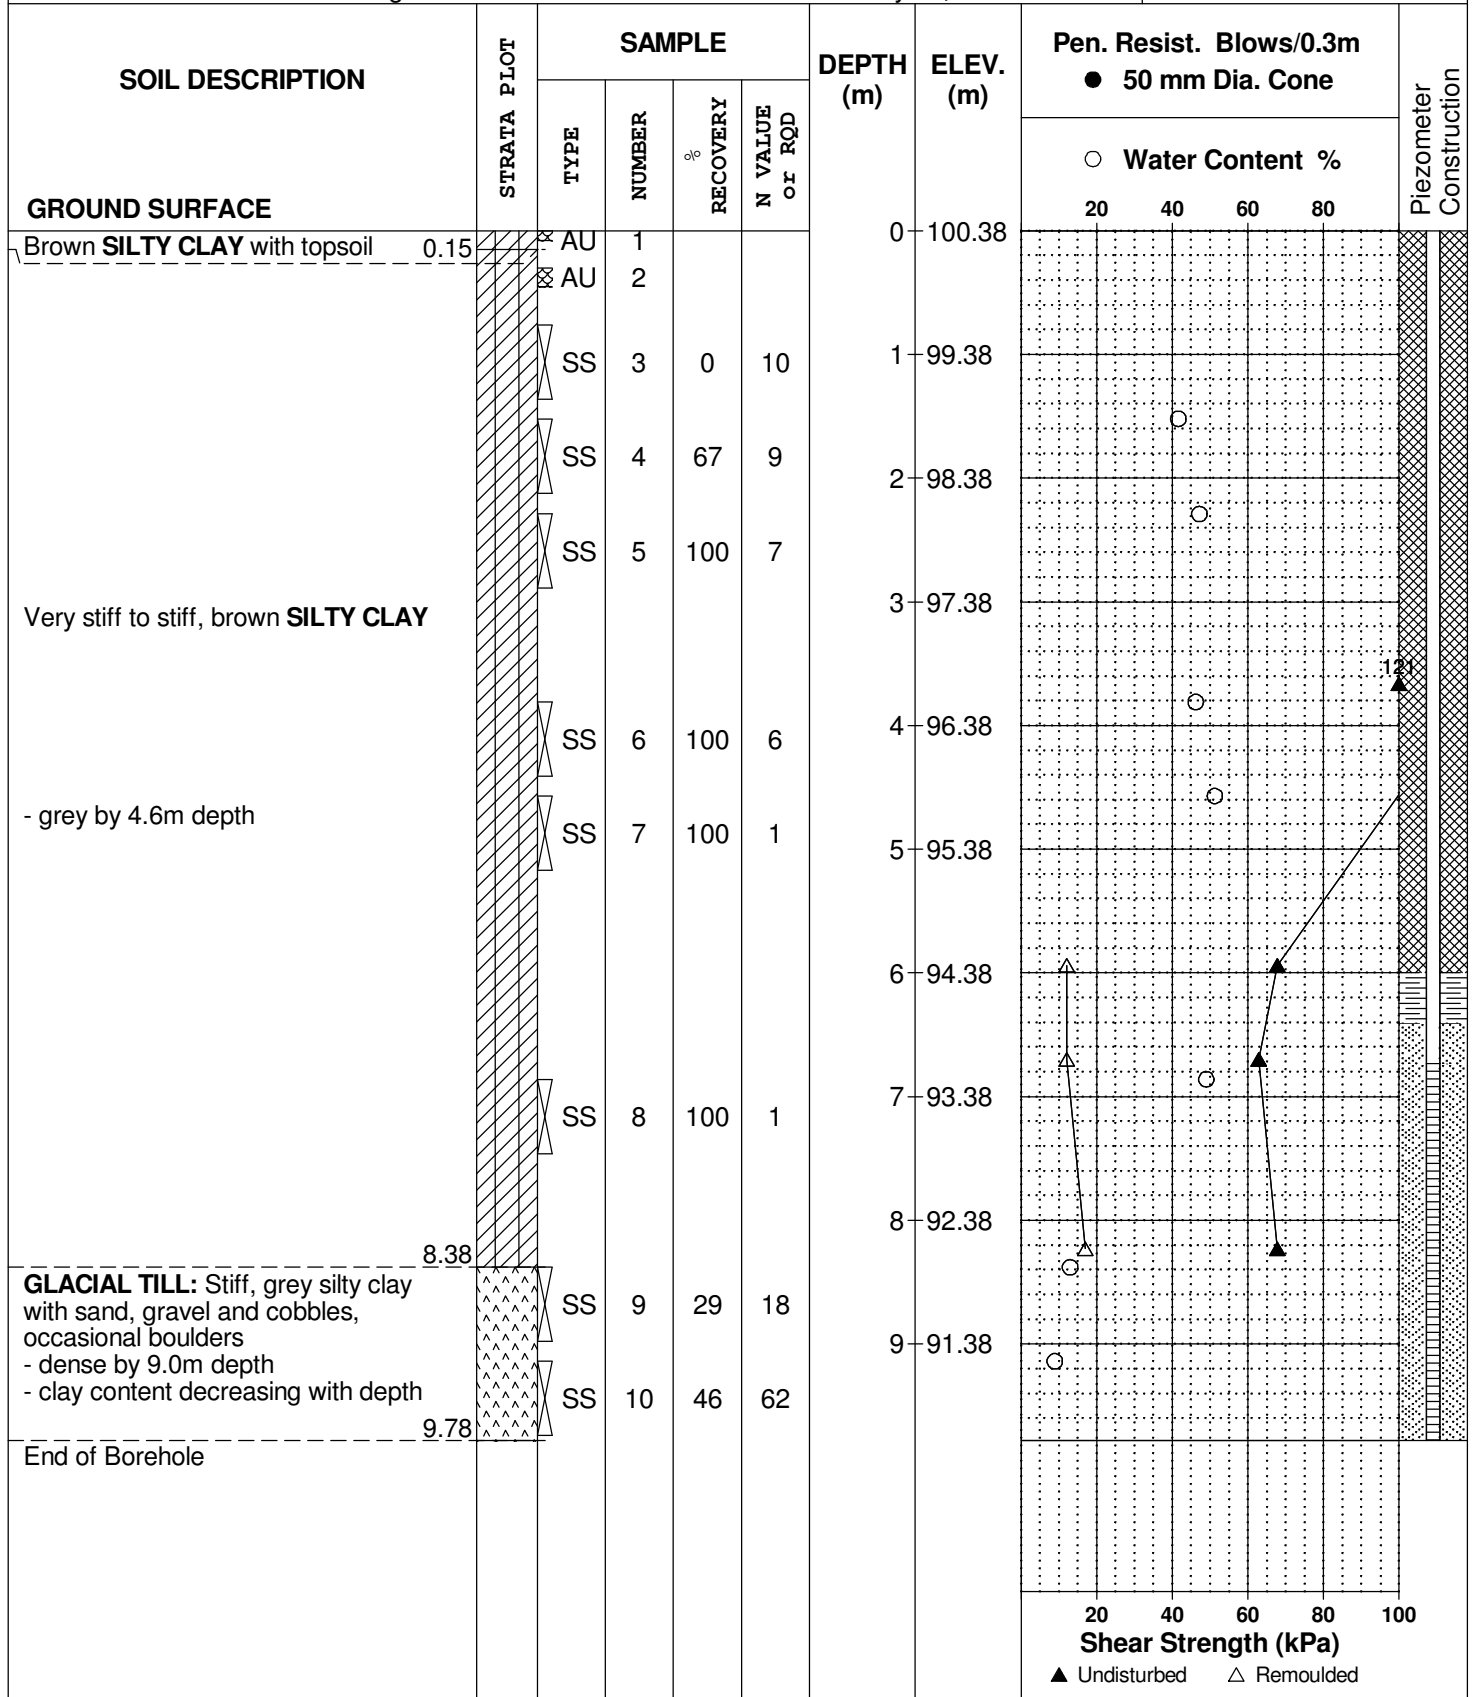 SOIL DESCRIPTION
GROUND SURFACE
STRATA PLOT
SAMPLE
TYPE
NUMBER
% RECOVERY
N VALUE or RQD
DEPTH (m)
ELEV. (m)
Pen. Resist. Blows/0.3m
● 50 mm Dia. Cone
○ Water Content %
20 40 60 80
Piezometer Construction
Brown SILTY CLAY with topsoil 0.15
AU 1
0 100.38
AU 2
SS 3 0 10
1 99.38
SS 4 67 9
2 98.38
SS 5 100 7
3 97.38
Very stiff to stiff, brown SILTY CLAY
121
SS 6 100 6
4 96.38
- grey by 4.6m depth
SS 7 100 1
5 95.38
6 94.38
7 93.38
SS 8 100 1
8 92.38
8.38
GLACIAL TILL: Stiff, grey silty clay
with sand, gravel and cobbles,
occasional boulders
- dense by 9.0m depth
- clay content decreasing with depth
9.78
SS 9 29 18
9 91.38
SS 10 46 62
End of Borehole
20 40 60 80 100
Shear Strength (kPa)
▲ Undisturbed △ Remoulded